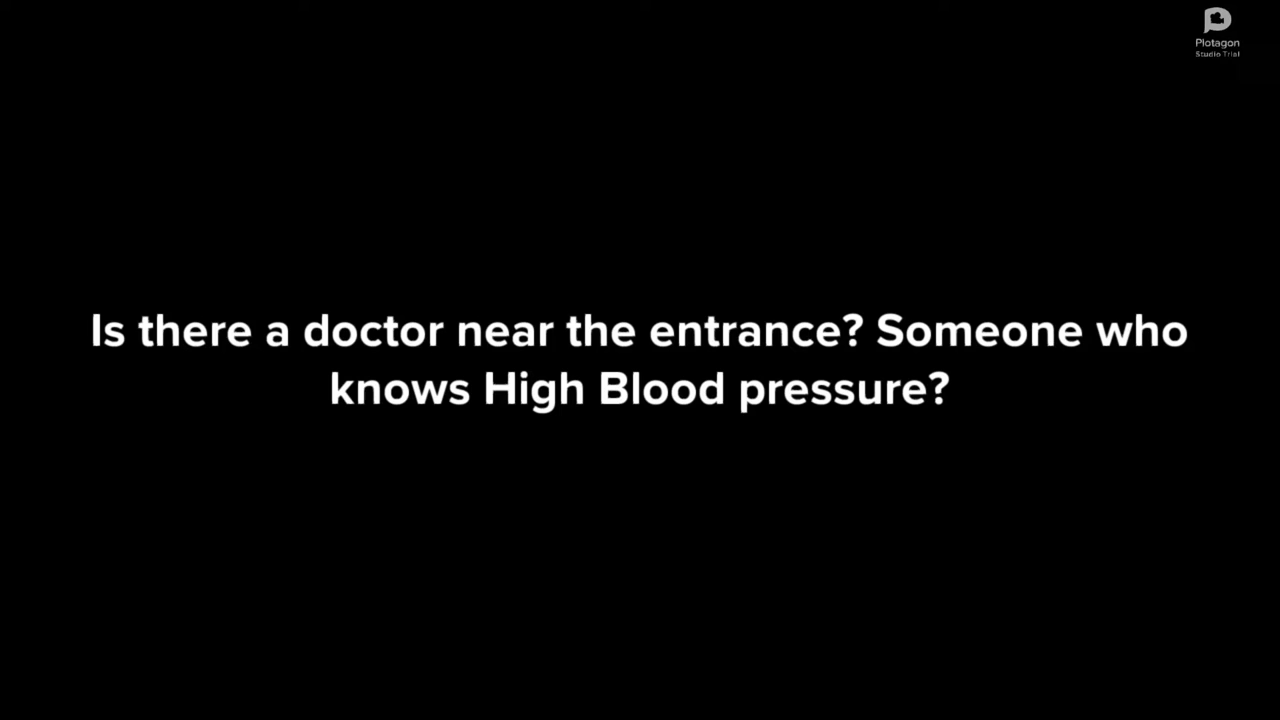 Plotagon
Studio Trial
Is there a doctor near the entrance? Someone who
knows High Blood pressure?